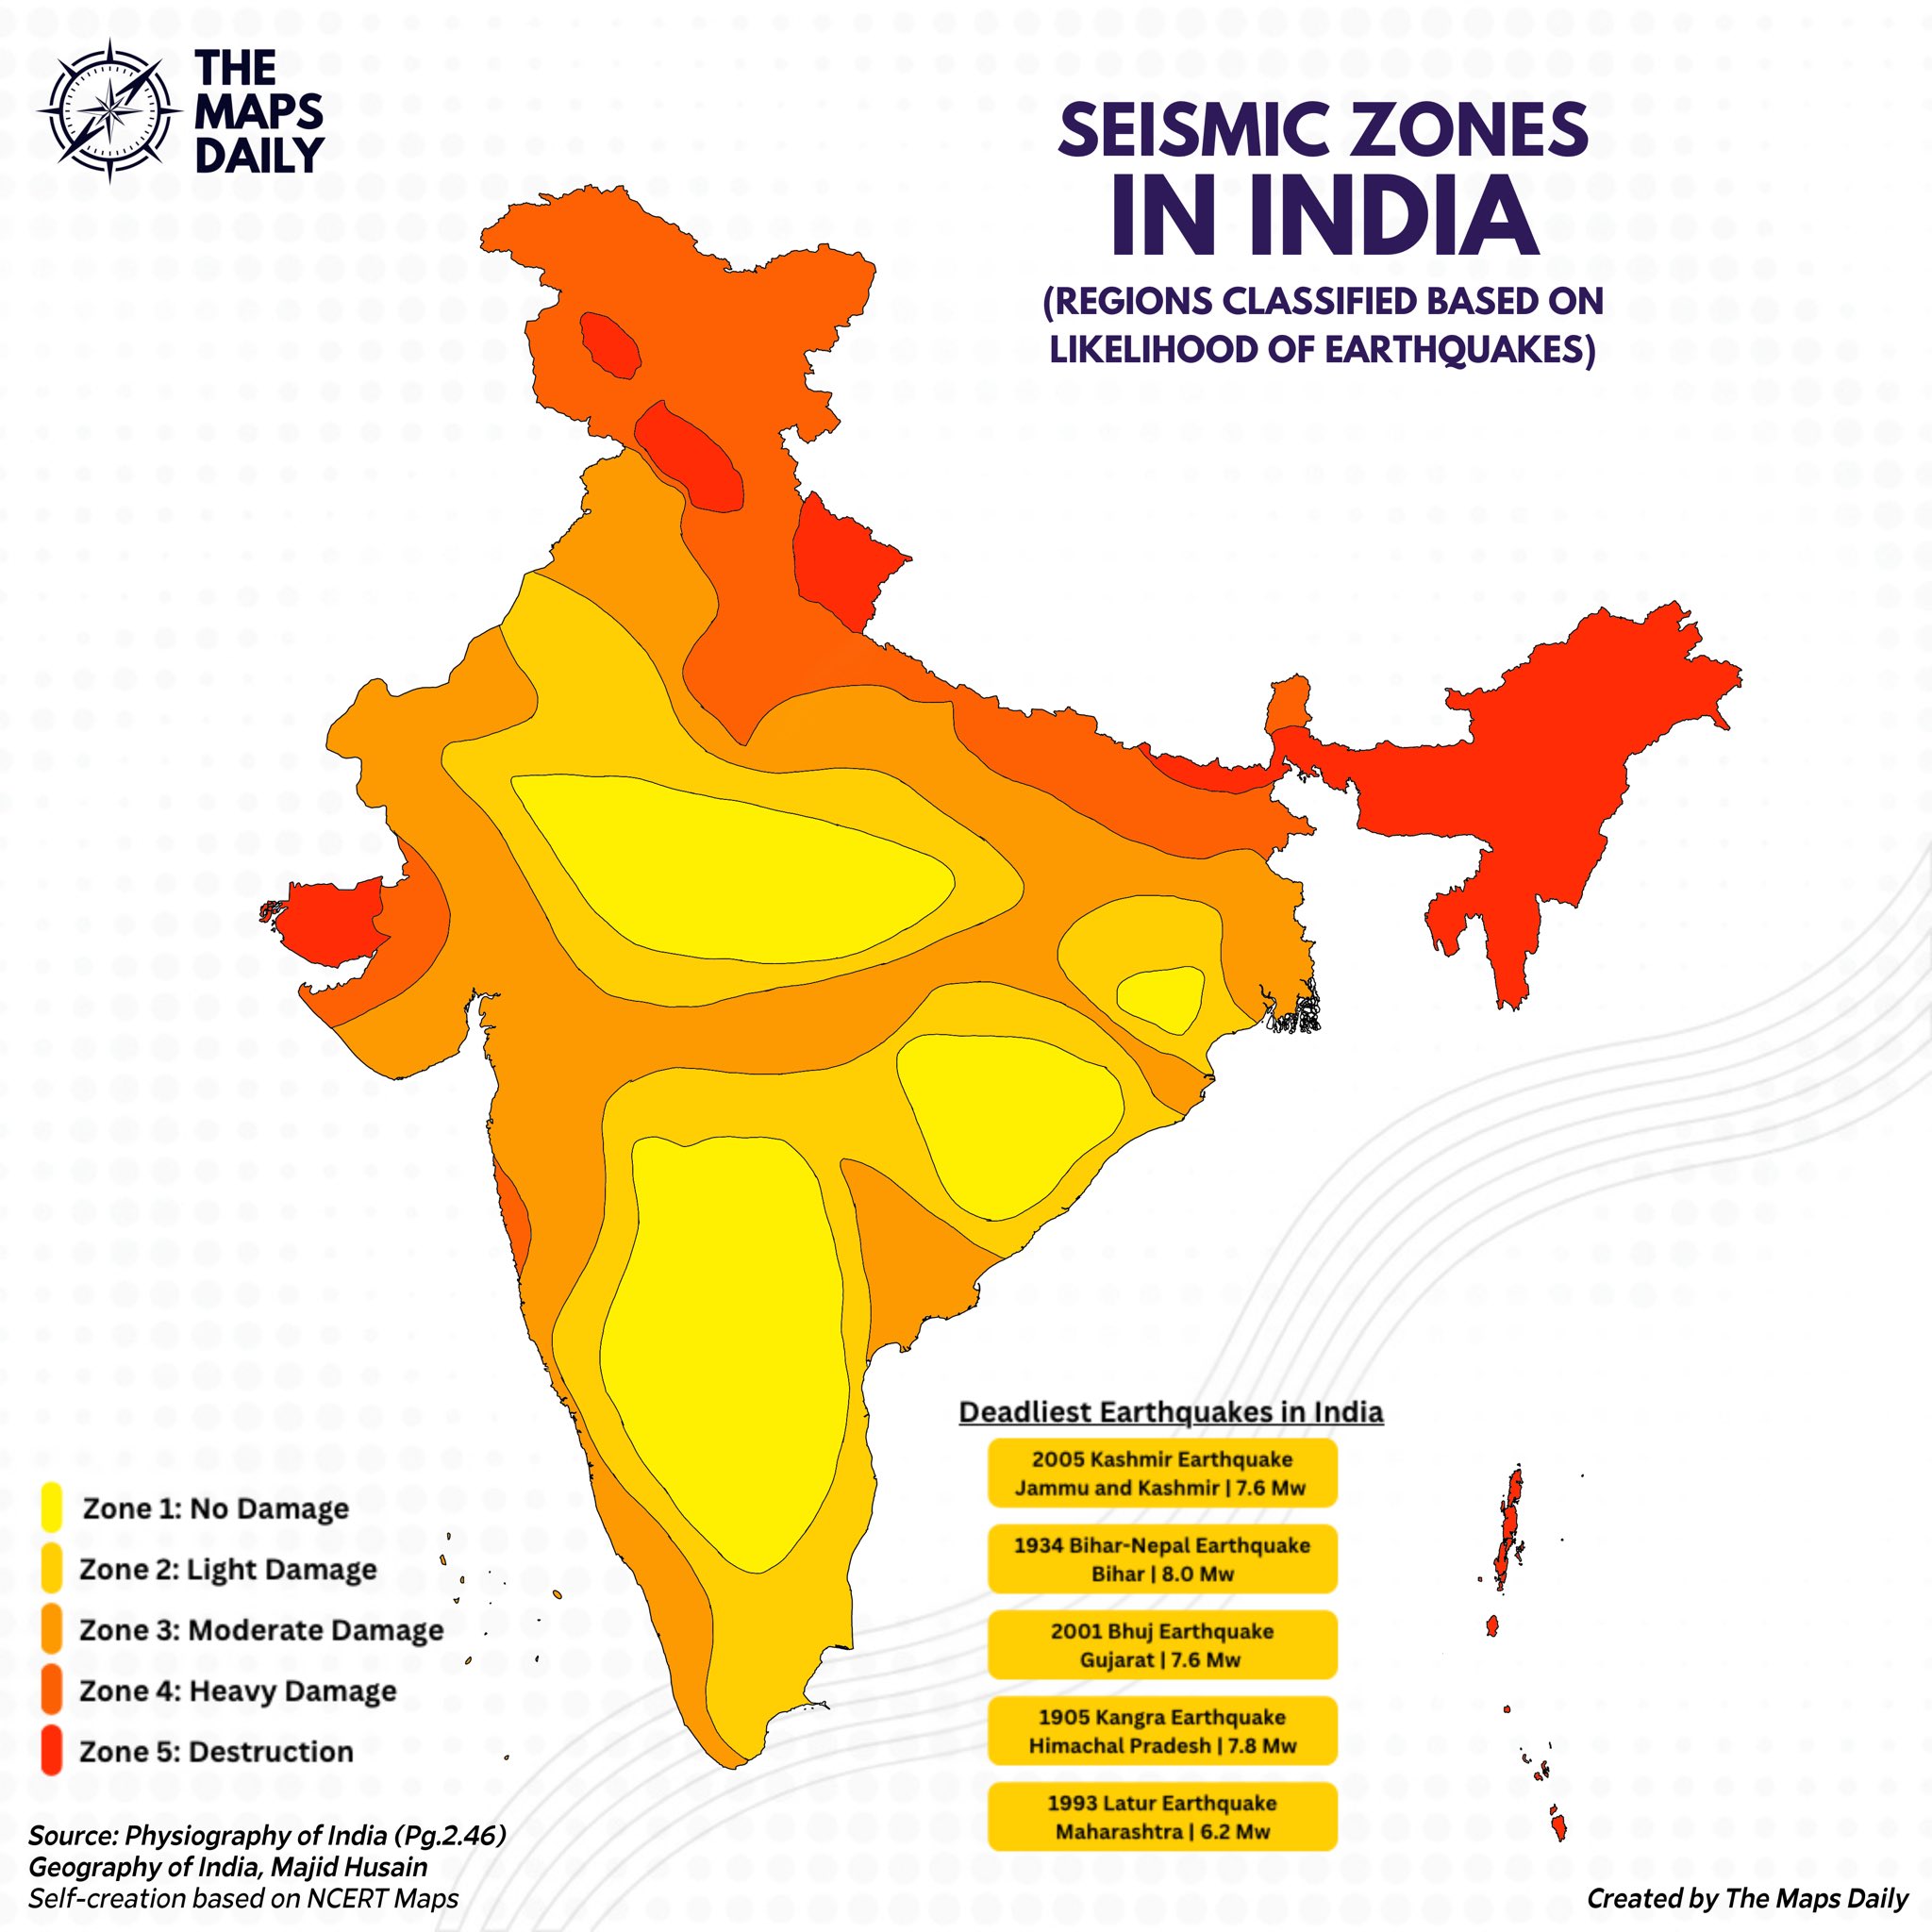 THE
MAPS
DAILY
SEISMIC ZONES
IN INDIA
(REGIONS CLASSIFIED BASED ON
LIKELIHOOD OF EARTHQUAKES)
Deadliest Earthquakes in India
2005 Kashmir Earthquake
Jammu and Kashmir | 7.6 Mw
1934 Bihar-Nepal Earthquake
Bihar | 8.0 Mw
2001 Bhuj Earthquake
Gujarat | 7.6 Mw
1905 Kangra Earthquake
Himachal Pradesh | 7.8 Mw
1993 Latur Earthquake
Maharashtra | 6.2 Mw
Zone 1: No Damage
Zone 2: Light Damage
Zone 3: Moderate Damage
Zone 4: Heavy Damage
Zone 5: Destruction
Source: Physiography of India (Pg.2.46)
Geography of India, Majid Husain
Self-creation based on NCERT Maps
Created by The Maps Daily